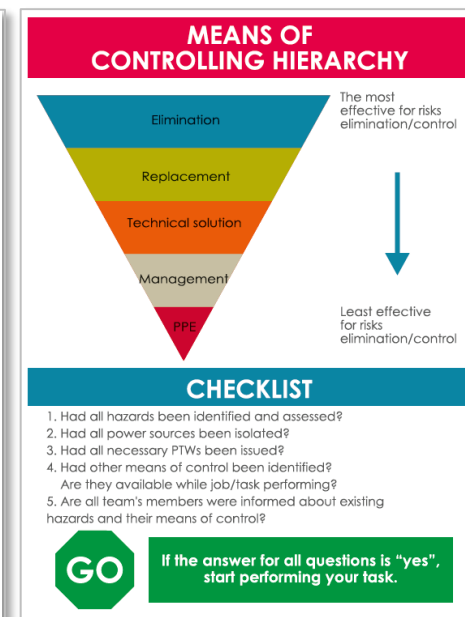 MEANS OF
CONTROLLING HIERARCHY
Elimination
Replacement
Technical solution
Management
PPE
The most
effective for risks
elimination/control
Least effective
for risks
elimination/control
CHECKLIST
1. Had all hazards been identified and assessed?
2. Had all power sources been isolated?
3. Had all necessary PTWs been issued?
4. Had other means of control been identified?
Are they available while job/task performing?
5. Are all team's members were informed about existing
hazards and their means of control?
GO
If the answer for all questions is “yes”,
start performing your task.